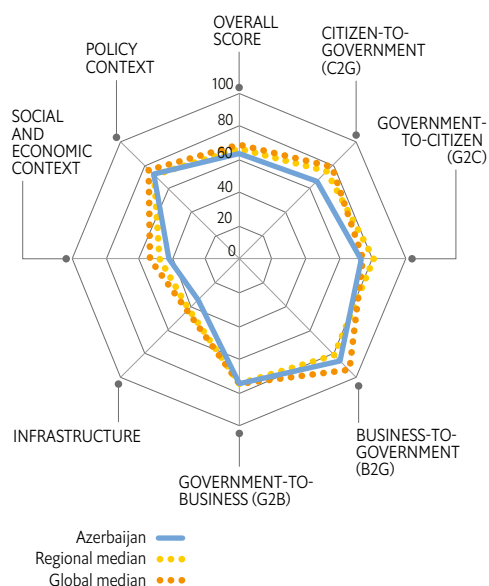 OVERALL
SCORE
CITIZEN-TO-
GOVERNMENT
(C2G)
POLICY
CONTEXT
GOVERNMENT-
TO-CITIZEN
(G2C)
SOCIAL
AND
ECONOMIC
CONTEXT
100
80
60
40
20
0
INFRASTRUCTURE
BUSINESS-TO-
GOVERNMENT
(B2G)
GOVERNMENT-TO-
BUSINESS (G2B)
Azerbaijan
Regional median
Global median